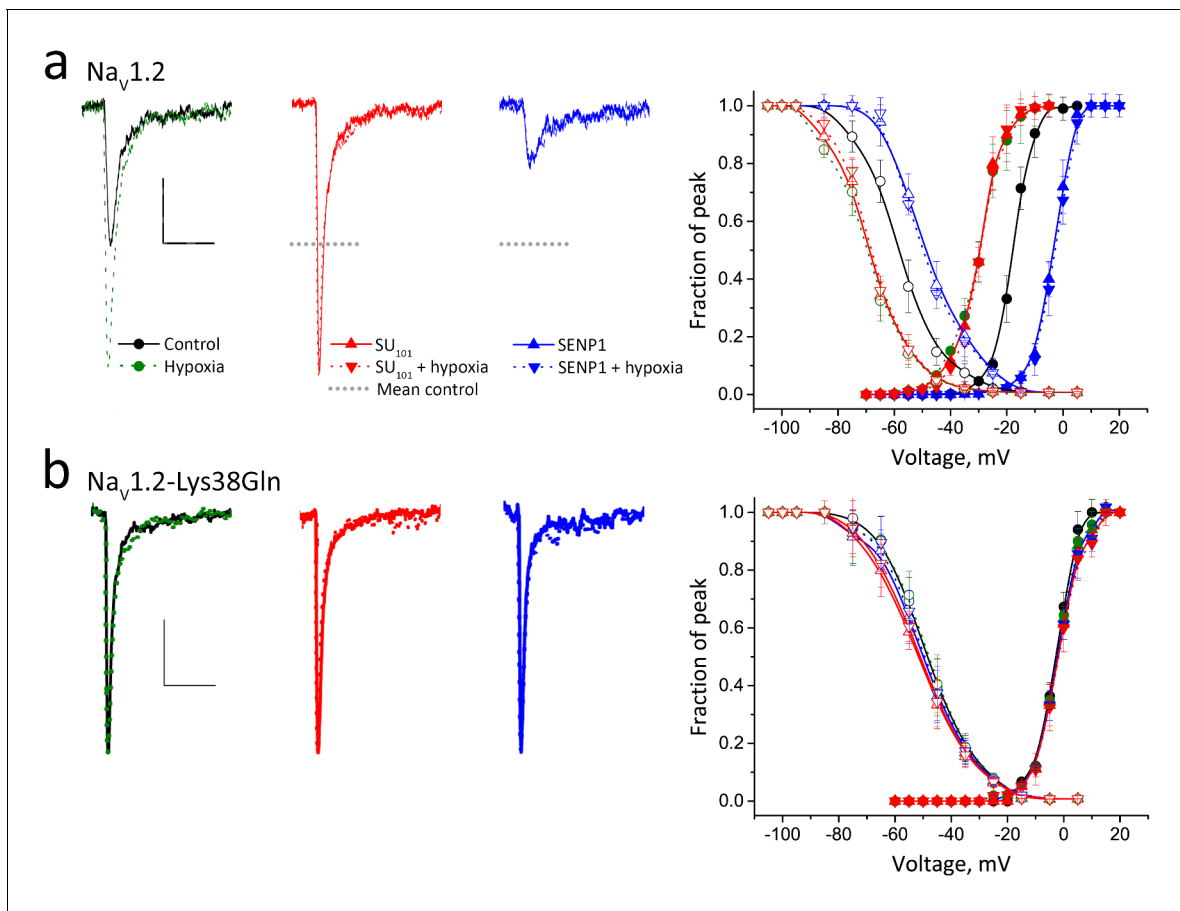 a
Nav1.2
Control
Hypoxia
SU101
SU101 + hypoxia
Mean control
SENP1
SENP1 + hypoxia
Fraction of peak
1.0
0.8
0.6
0.4
0.2
0.0
-100 -80 -60 -40 -20 0 20
Voltage, mV
b
Nav1.2-Lys38Gln
Fraction of peak
1.0
0.8
0.6
0.4
0.2
0.0
-100 -80 -60 -40 -20 0 20
Voltage, mV